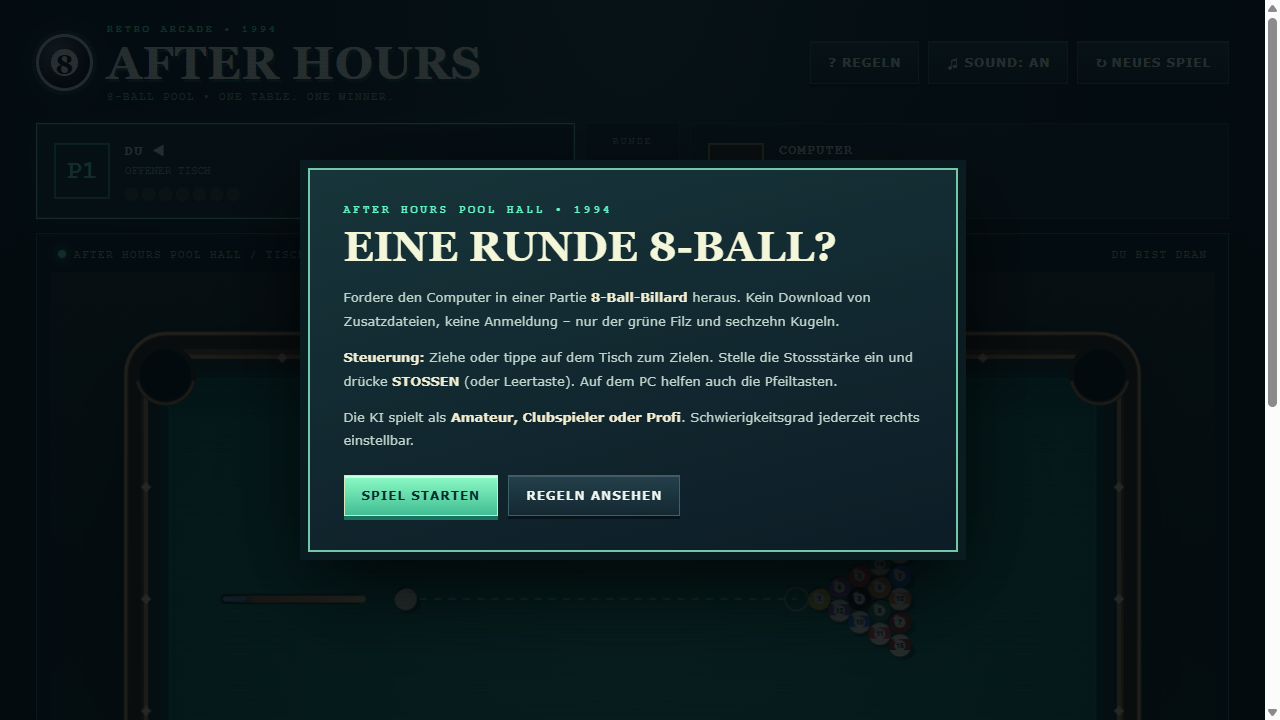 RETRO ARCADE • 1994
8
AFTER HOURS
8-BALL POOL • ONE TABLE. ONE WINNER.
? REGELN
♫ SOUND: AN
↻ NEUES SPIEL
P1
DU ◀
OFFENER TISCH
RUNDE
COMPUTER
AFTER HOURS POOL HALL / TISC
DU BIST DRAN
AFTER HOURS POOL HALL • 1994
EINE RUNDE 8-BALL?
Fordere den Computer in einer Partie 8-Ball-Billard heraus. Kein Download von
Zusatzdateien, keine Anmeldung – nur der grüne Filz und sechzehn Kugeln.
Steuerung: Ziehe oder tippe auf dem Tisch zum Zielen. Stelle die Stossstärke ein und
drücke STOSSEN (oder Leertaste). Auf dem PC helfen auch die Pfeiltasten.
Die KI spielt als Amateur, Clubspieler oder Profi. Schwierigkeitsgrad jederzeit rechts
einstellbar.
SPIEL STARTEN
REGELN ANSEHEN